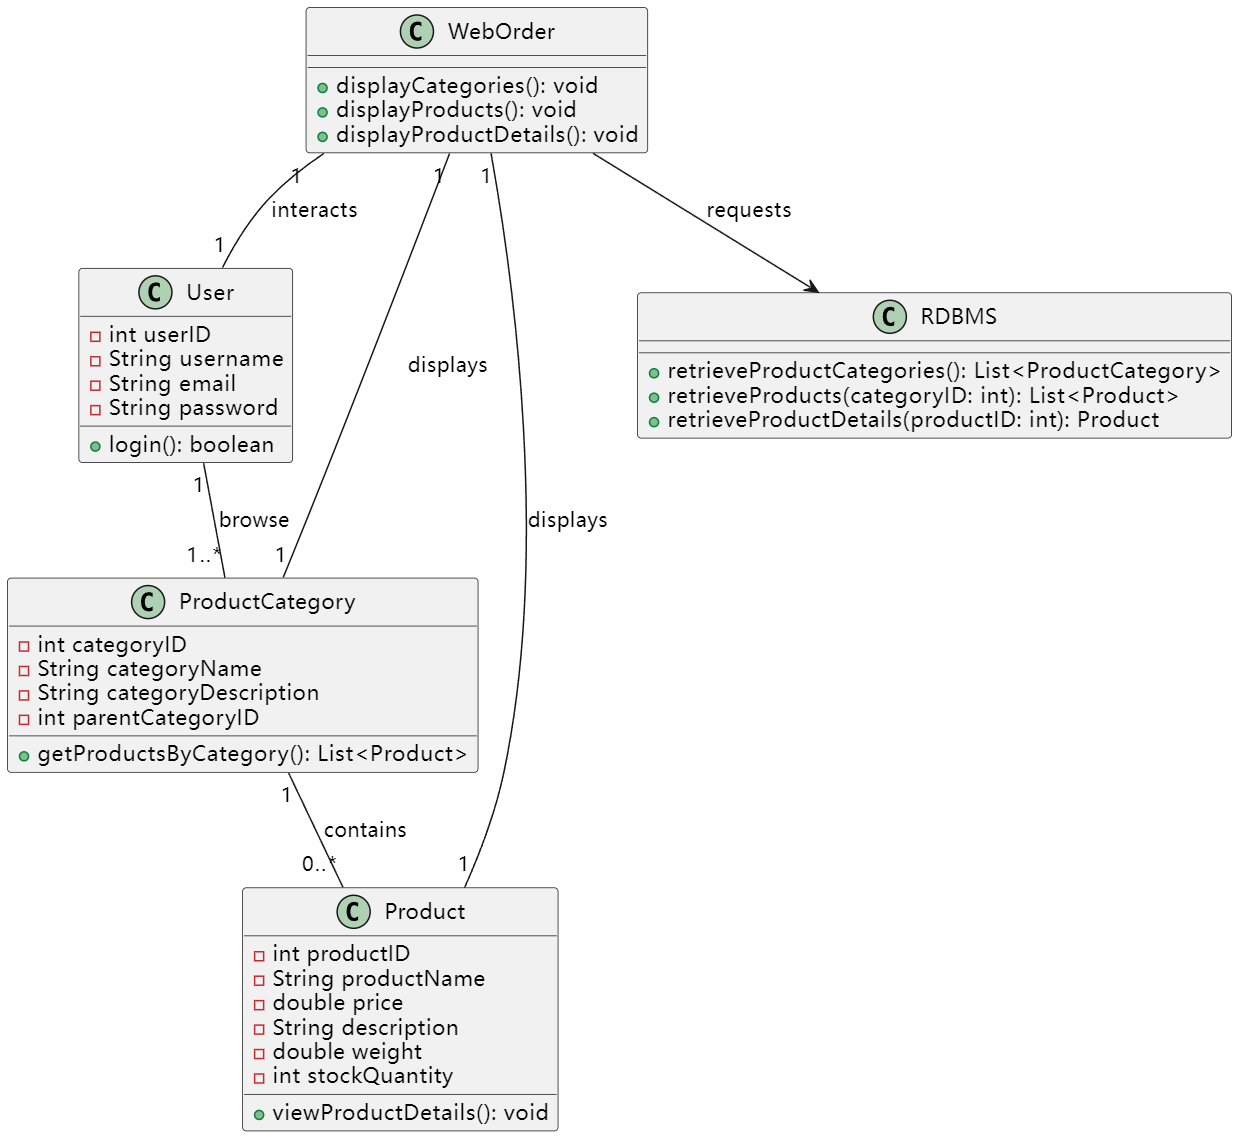 C WebOrder
displayCategories(): void
displayProducts(): void
displayProductDetails(): void
1
1
1
interacts
requests
1
C User
int userID
String username
String email
String password
login(): boolean
C RDBMS
retrieveProductCategories(): List<ProductCategory>
retrieveProducts(categoryID: int): List<Product>
retrieveProductDetails(productID: int): Product
displays
1
browse
displays
1..*
1
C ProductCategory
int categoryID
String categoryName
String categoryDescription
int parentCategoryID
getProductsByCategory(): List<Product>
1
contains
0..*
1
C Product
int productID
String productName
double price
String description
double weight
int stockQuantity
viewProductDetails(): void